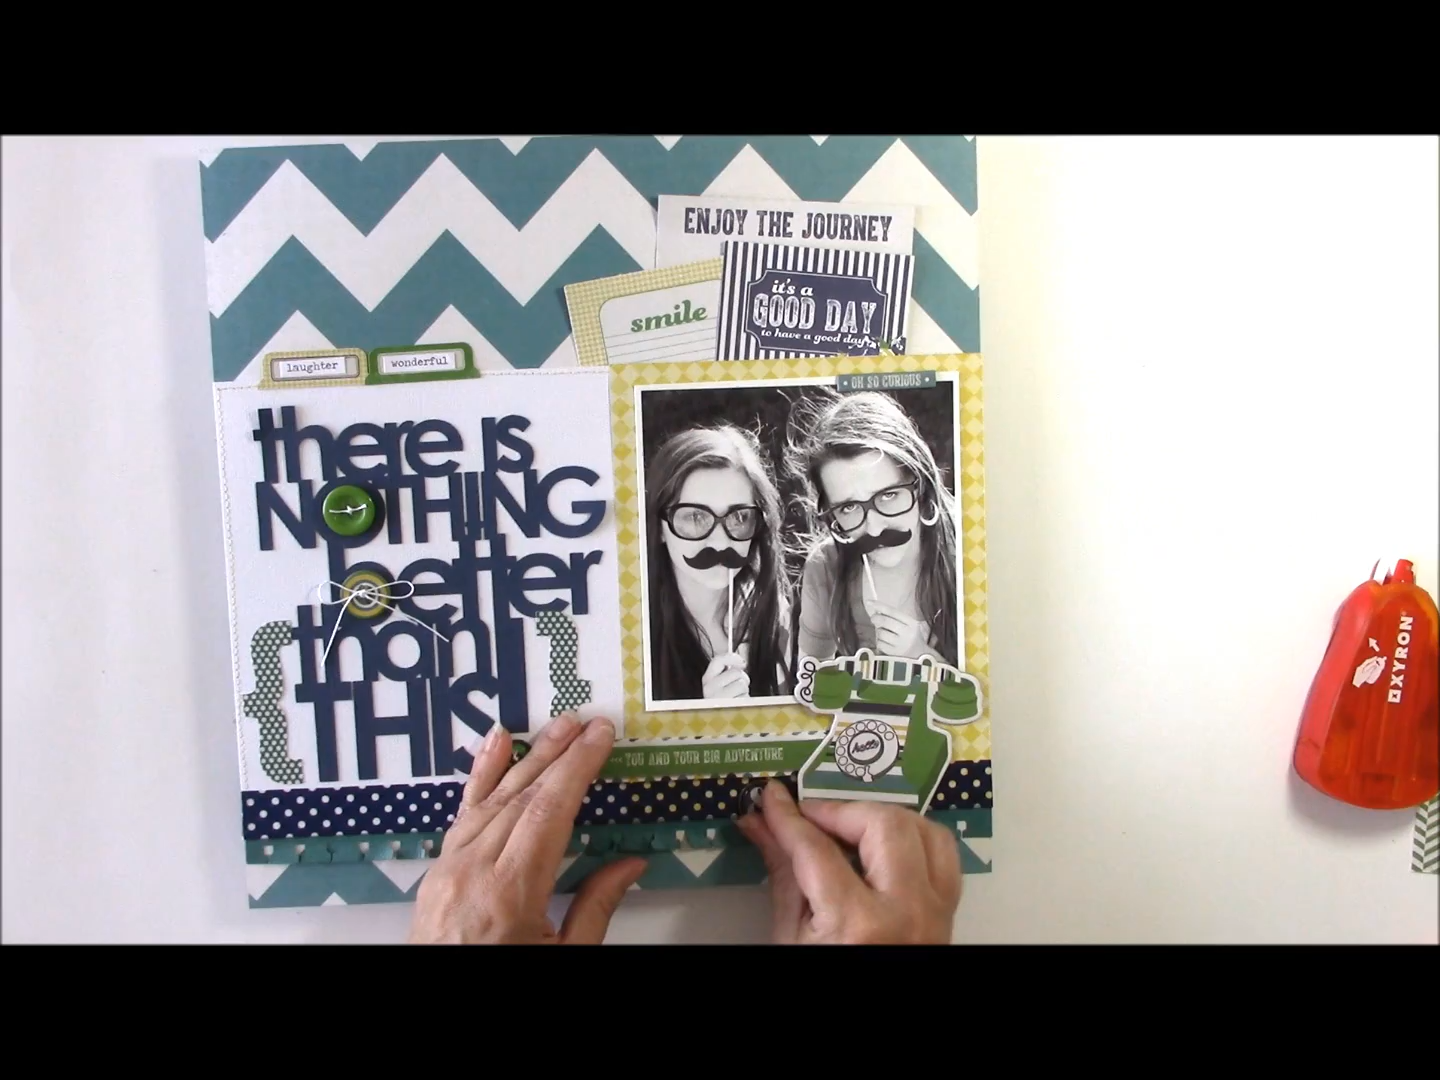 ENJOY THE JOURNEY
smile
it's a
GOOD DAY
to have a good day
laughter
wonderful
OH SO CURIOUS
there is
NOTHING
better
than
THIS!
YOU AND YOUR BIG ADVENTURE
hello
XYRON